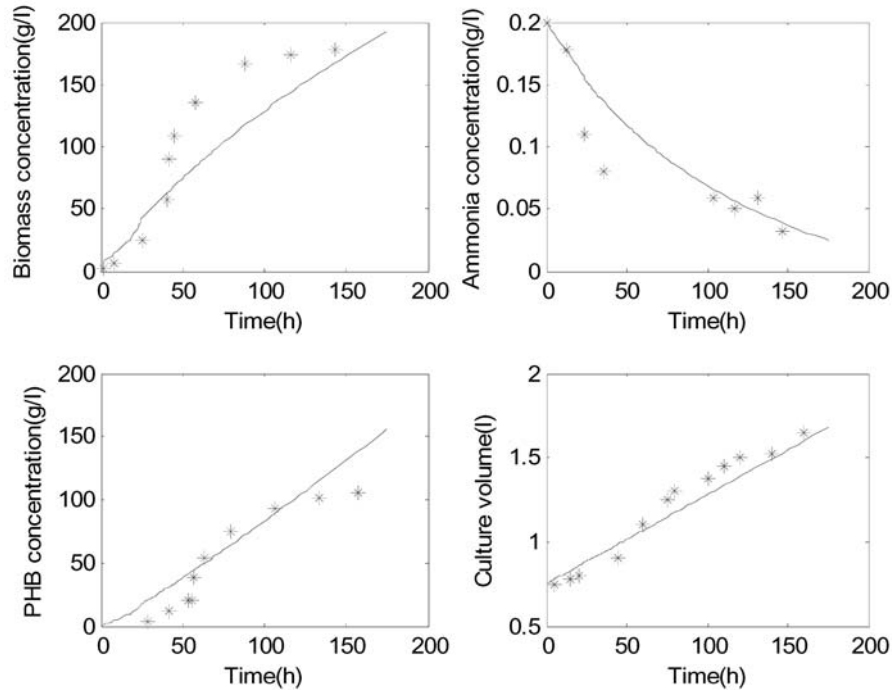 Biomass concentration(g/l)
200
150
100
50
0
0 50 100 150 200
Time(h)
Ammonia concentration(g/l)
0.2
0.15
0.1
0.05
0
0 50 100 150 200
Time(h)
PHB concentration(g/l)
200
150
100
50
0
0 50 100 150 200
Time(h)
Culture volume(l)
2
1.5
1
0.5
0 50 100 150 200
Time(h)